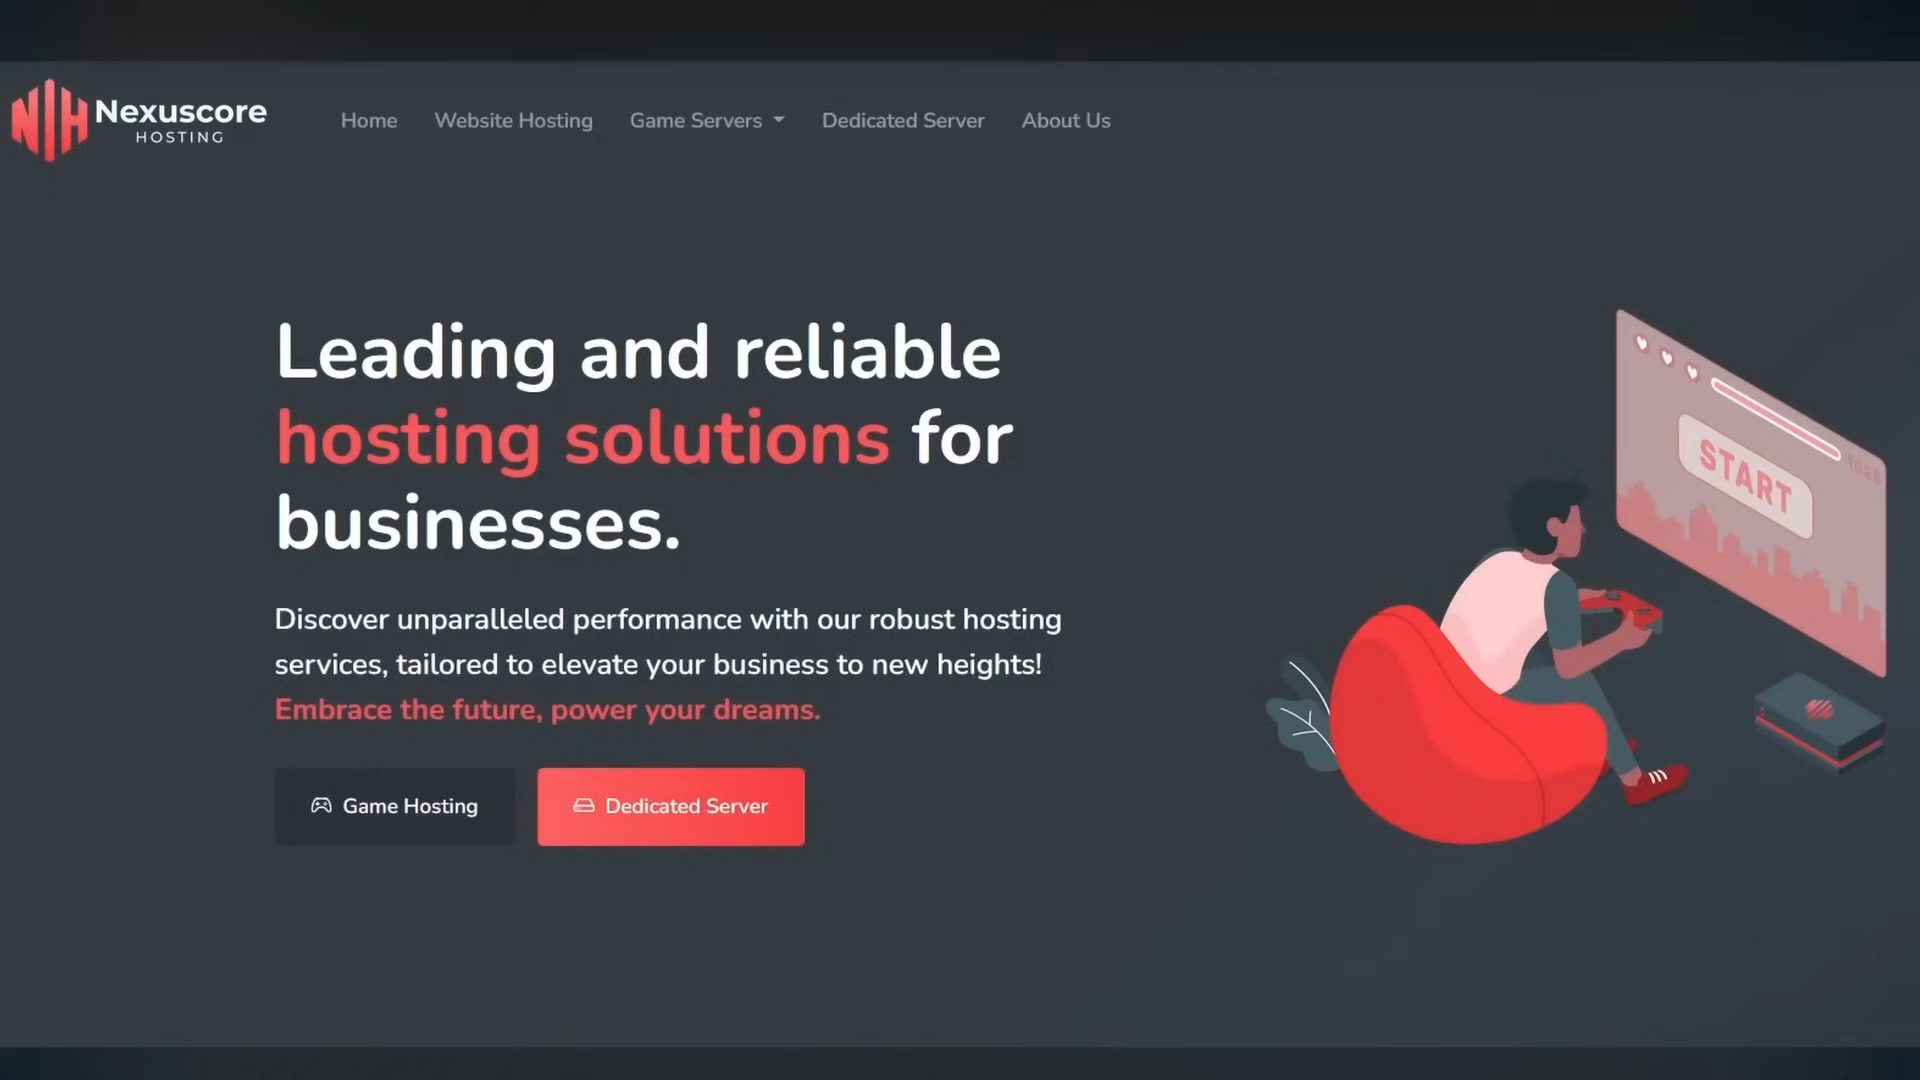 Nexuscore
HOSTING
Home
Website Hosting
Game Servers
Dedicated Server
About Us
Leading and reliable
hosting solutions for
businesses.
Discover unparalleled performance with our robust hosting
services, tailored to elevate your business to new heights!
Embrace the future, power your dreams.
Game Hosting
Dedicated Server
START